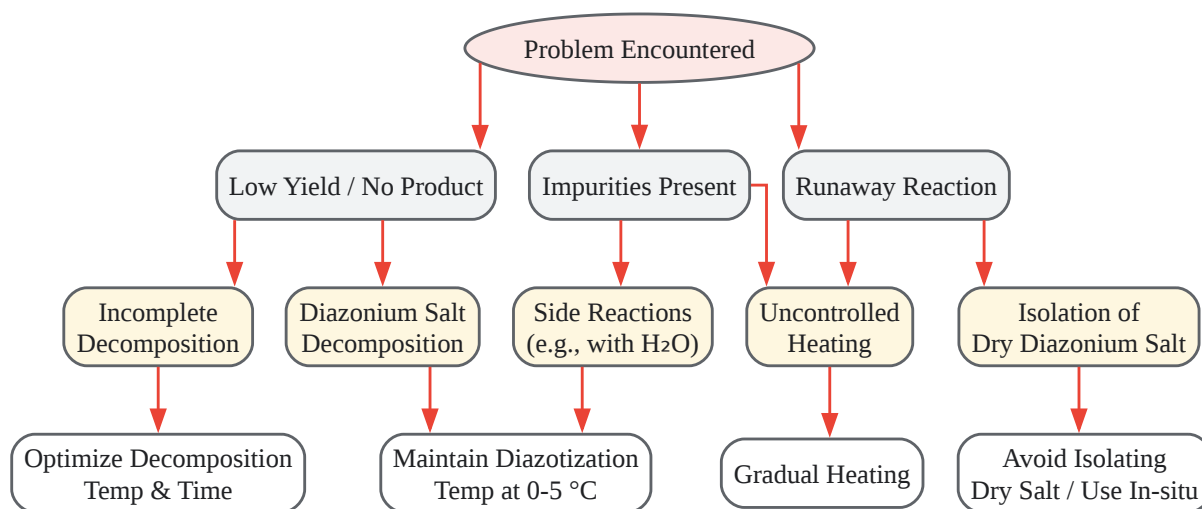 Problem Encountered
Low Yield / No Product
Impurities Present
Runaway Reaction
Incomplete
Decomposition
Diazonium Salt
Decomposition
Side Reactions
(e.g., with H₂O)
Uncontrolled
Heating
Isolation of
Dry Diazonium Salt
Optimize Decomposition
Temp & Time
Maintain Diazotization
Temp at 0-5 °C
Gradual Heating
Avoid Isolating
Dry Salt / Use In-situ